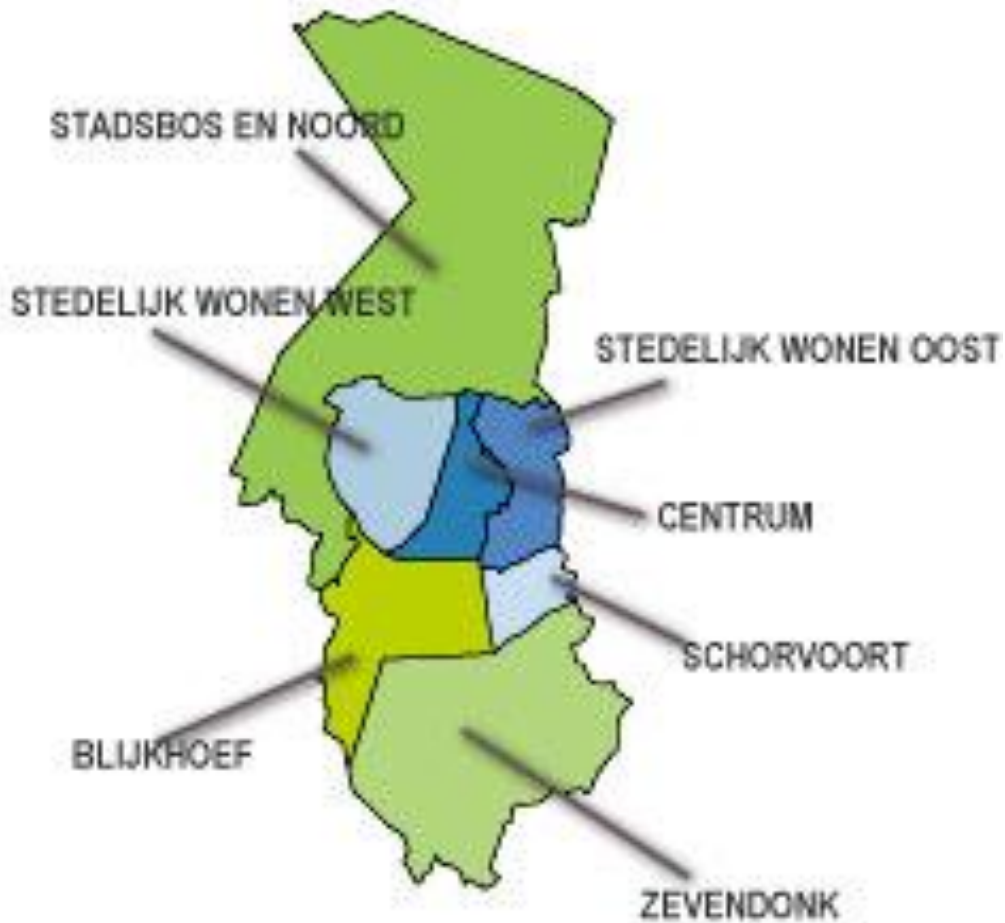 STADSBOS EN NOORD
STEDELIJK WONEN WEST
STEDELIJK WONEN OOST
CENTRUM
SCHORVOORT
BLIJKHOEF
ZEVENDONK